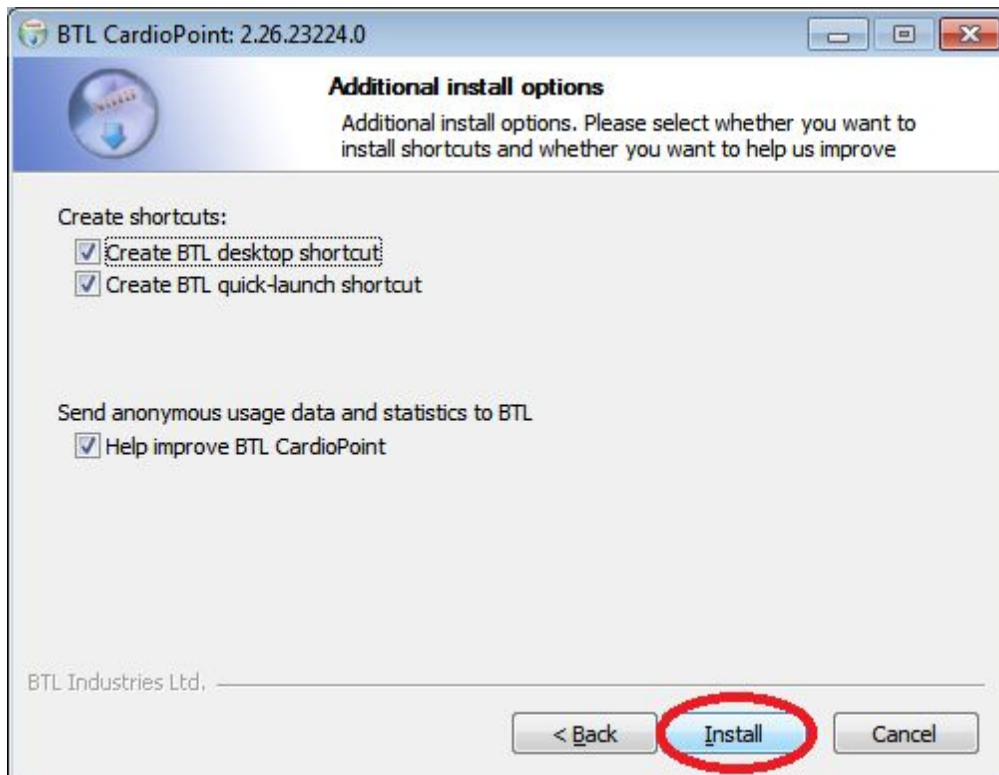 BTL CardioPoint: 2.26.23224.0
Additional install options
Additional install options. Please select whether you want to
install shortcuts and whether you want to help us improve
Create shortcuts:
Create BTL desktop shortcut
Create BTL quick-launch shortcut
Send anonymous usage data and statistics to BTL
Help improve BTL CardioPoint
BTL Industries Ltd.
< Back Install Cancel